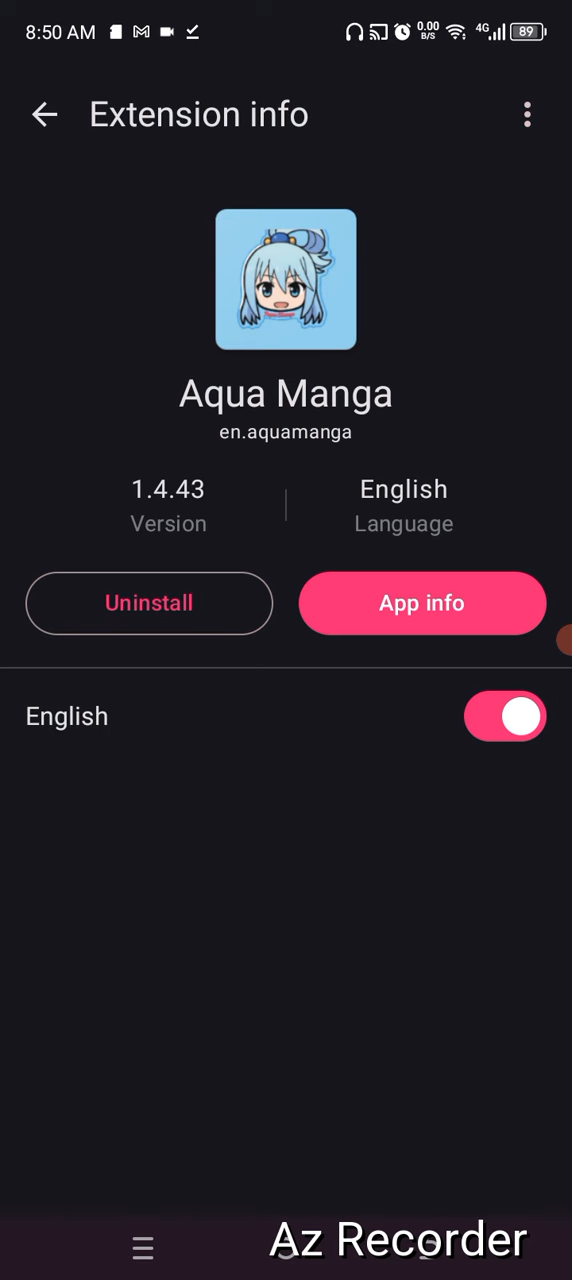 8:50 AM
0.00
B/S
4G
89
Extension info
Aqua Manga
en.aquamanga
1.4.43
English
Version
Language
Uninstall
App info
English
Az Recorder